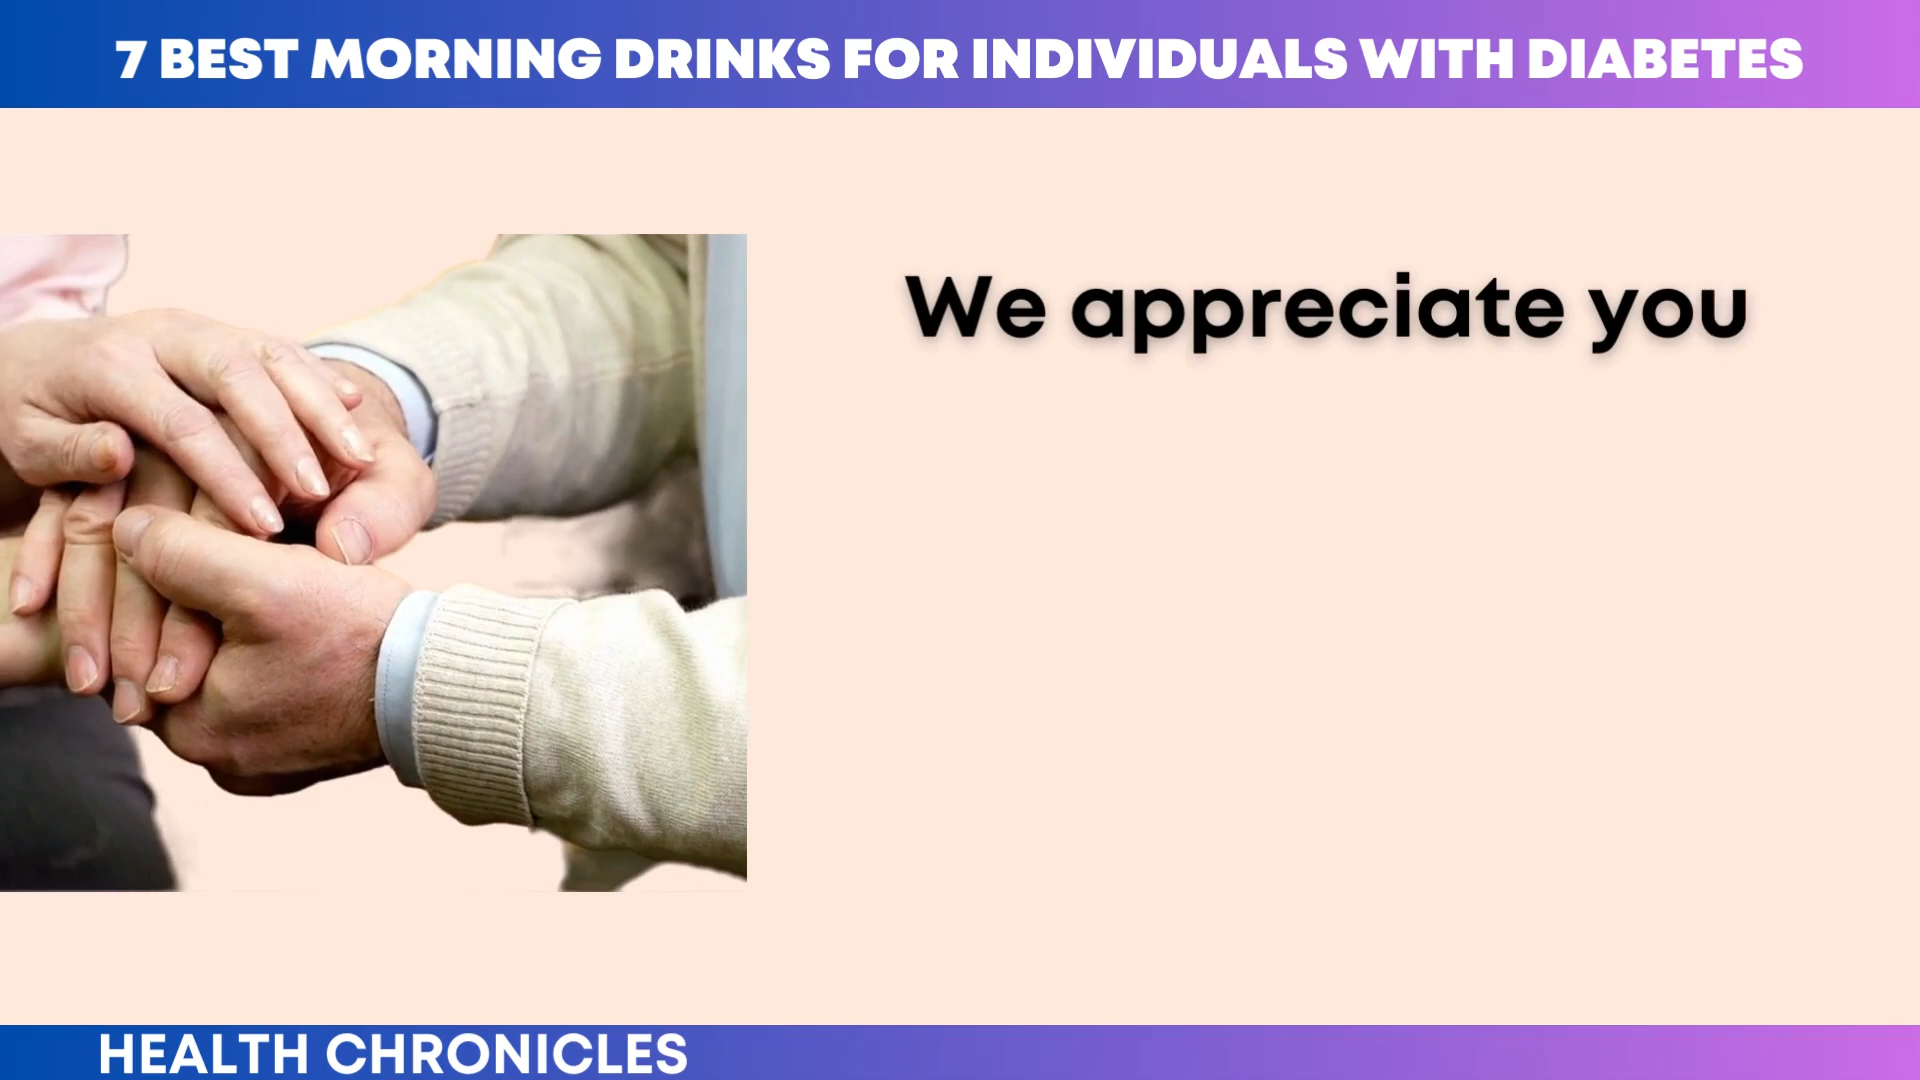 7 BEST MORNING DRINKS FOR INDIVIDUALS WITH DIABETES
We appreciate you
HEALTH CHRONICLES